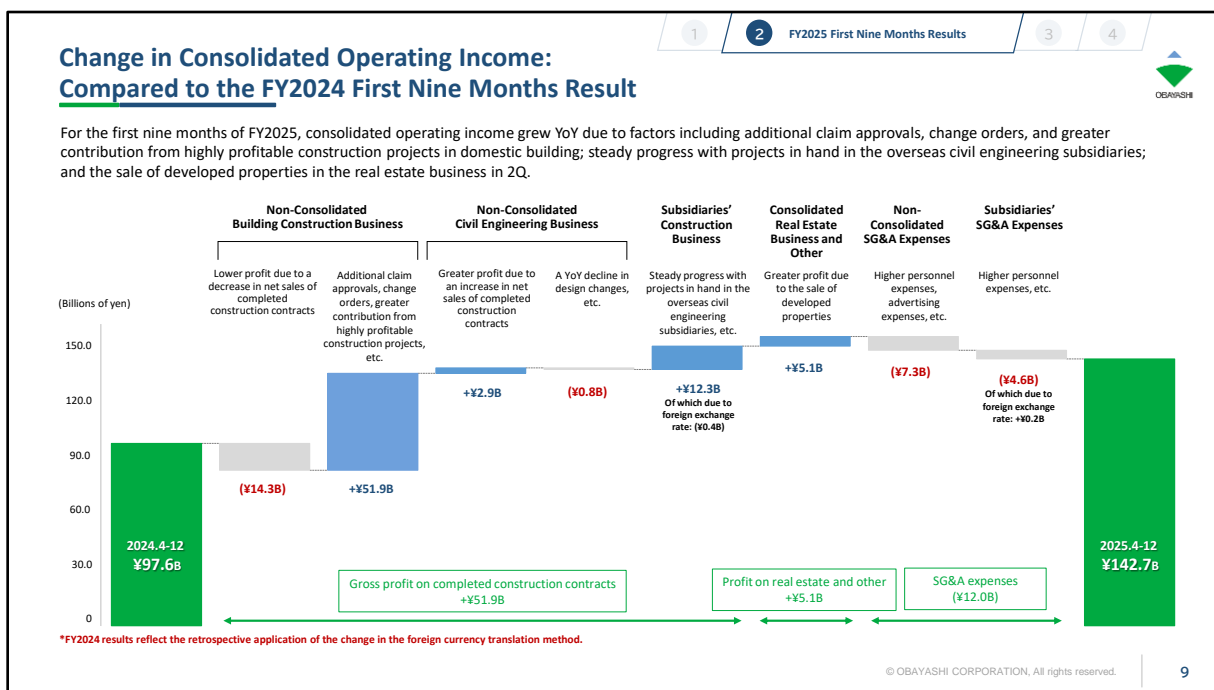 1
2
FY2025 First Nine Months Results
3
4
Change in Consolidated Operating Income:
Compared to the FY2024 First Nine Months Result
OBAYASHI
For the first nine months of FY2025, consolidated operating income grew YoY due to factors including additional claim approvals, change orders, and greater
contribution from highly profitable construction projects in domestic building; steady progress with projects in hand in the overseas civil engineering subsidiaries;
and the sale of developed properties in the real estate business in 2Q.
Non-Consolidated
Building Construction Business
Non-Consolidated
Civil Engineering Business
Subsidiaries’
Construction
Business
Consolidated
Real Estate
Business and
Other
Non-
Consolidated
SG&A Expenses
Subsidiaries’
SG&A Expenses
Lower profit due to a
decrease in net sales of
completed
construction contracts
Additional claim
approvals, change
orders, greater
contribution from
highly profitable
construction projects,
etc.
Greater profit due to
an increase in net
sales of completed
construction
contracts
A YoY decline in
design changes,
etc.
Steady progress with
projects in hand in the
overseas civil
engineering
subsidiaries, etc.
Greater profit due
to the sale of
developed
properties
Higher personnel
expenses,
advertising
expenses, etc.
Higher personnel
expenses, etc.
(Billions of yen)
150.0
120.0
90.0
60.0
30.0
0
(¥14.3B)
+¥51.9B
+¥2.9B
(¥0.8B)
+¥12.3B
Of which due to
foreign exchange
rate: (¥0.4B)
+¥5.1B
(¥7.3B)
(¥4.6B)
Of which due to
foreign exchange
rate: +¥0.2B
2024.4-12
¥97.6B
2025.4-12
¥142.7B
Gross profit on completed construction contracts
+¥51.9B
Profit on real estate and other
+¥5.1B
SG&A expenses
(¥12.0B)
*FY2024 results reflect the retrospective application of the change in the foreign currency translation method.
© OBAYASHI CORPORATION, All rights reserved.
9